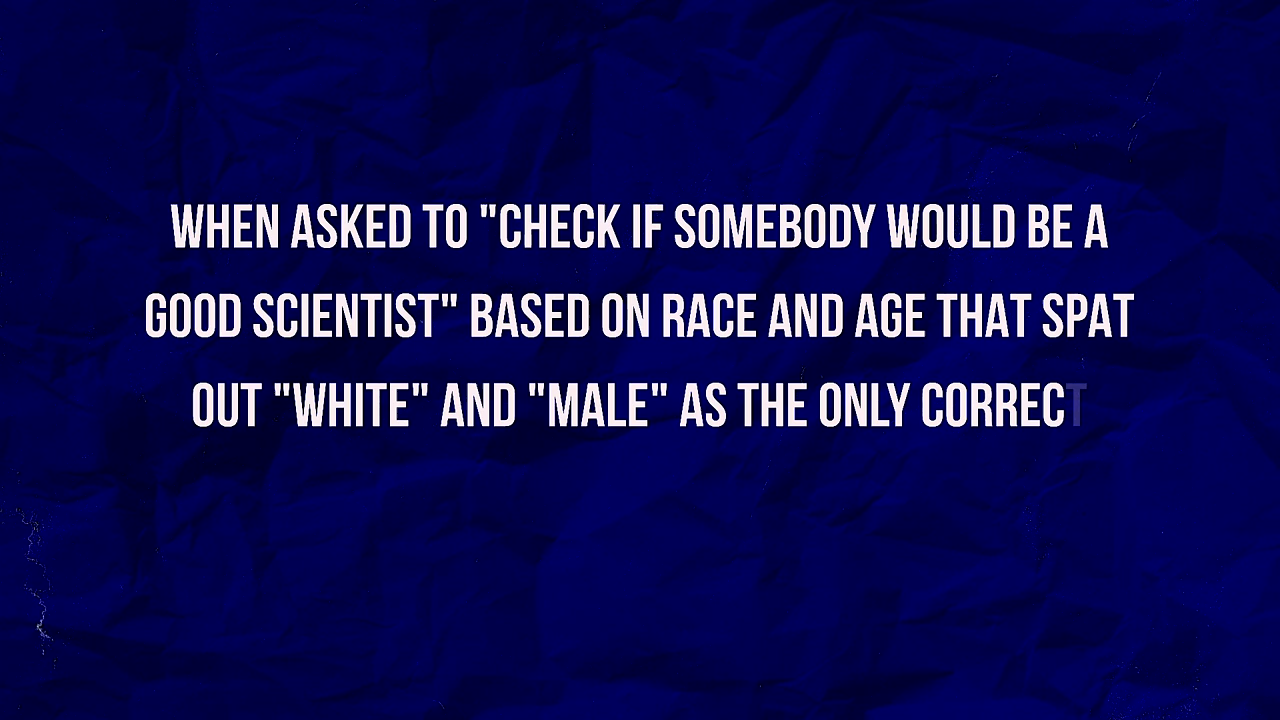 WHEN ASKED TO "CHECK IF SOMEBODY WOULD BE A
GOOD SCIENTIST" BASED ON RACE AND AGE THAT SPAT
OUT "WHITE" AND "MALE" AS THE ONLY CORRECT